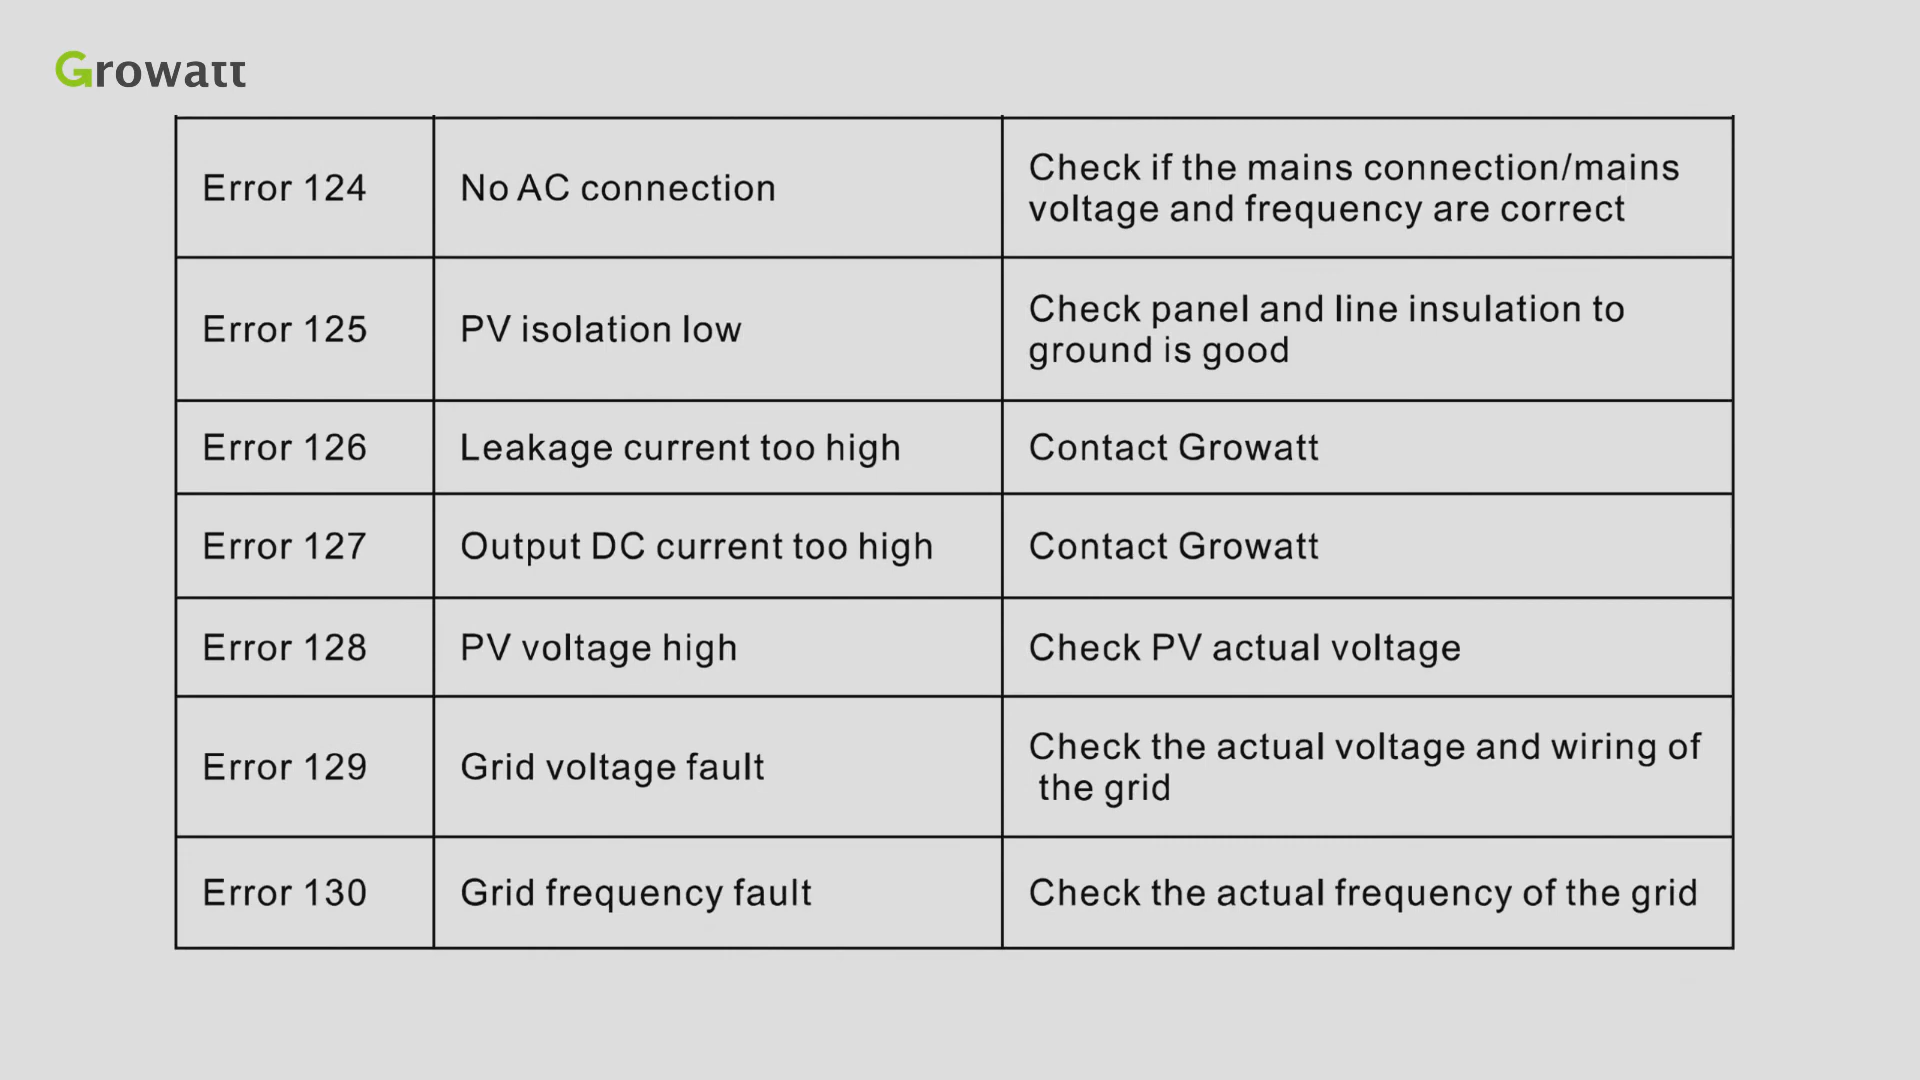 Growatt
Error 124
No AC connection
Check if the mains connection/mains
voltage and frequency are correct
Error 125
PV isolation low
Check panel and line insulation to
ground is good
Error 126
Leakage current too high
Contact Growatt
Error 127
Output DC current too high
Contact Growatt
Error 128
PV voltage high
Check PV actual voltage
Error 129
Grid voltage fault
Check the actual voltage and wiring of
the grid
Error 130
Grid frequency fault
Check the actual frequency of the grid